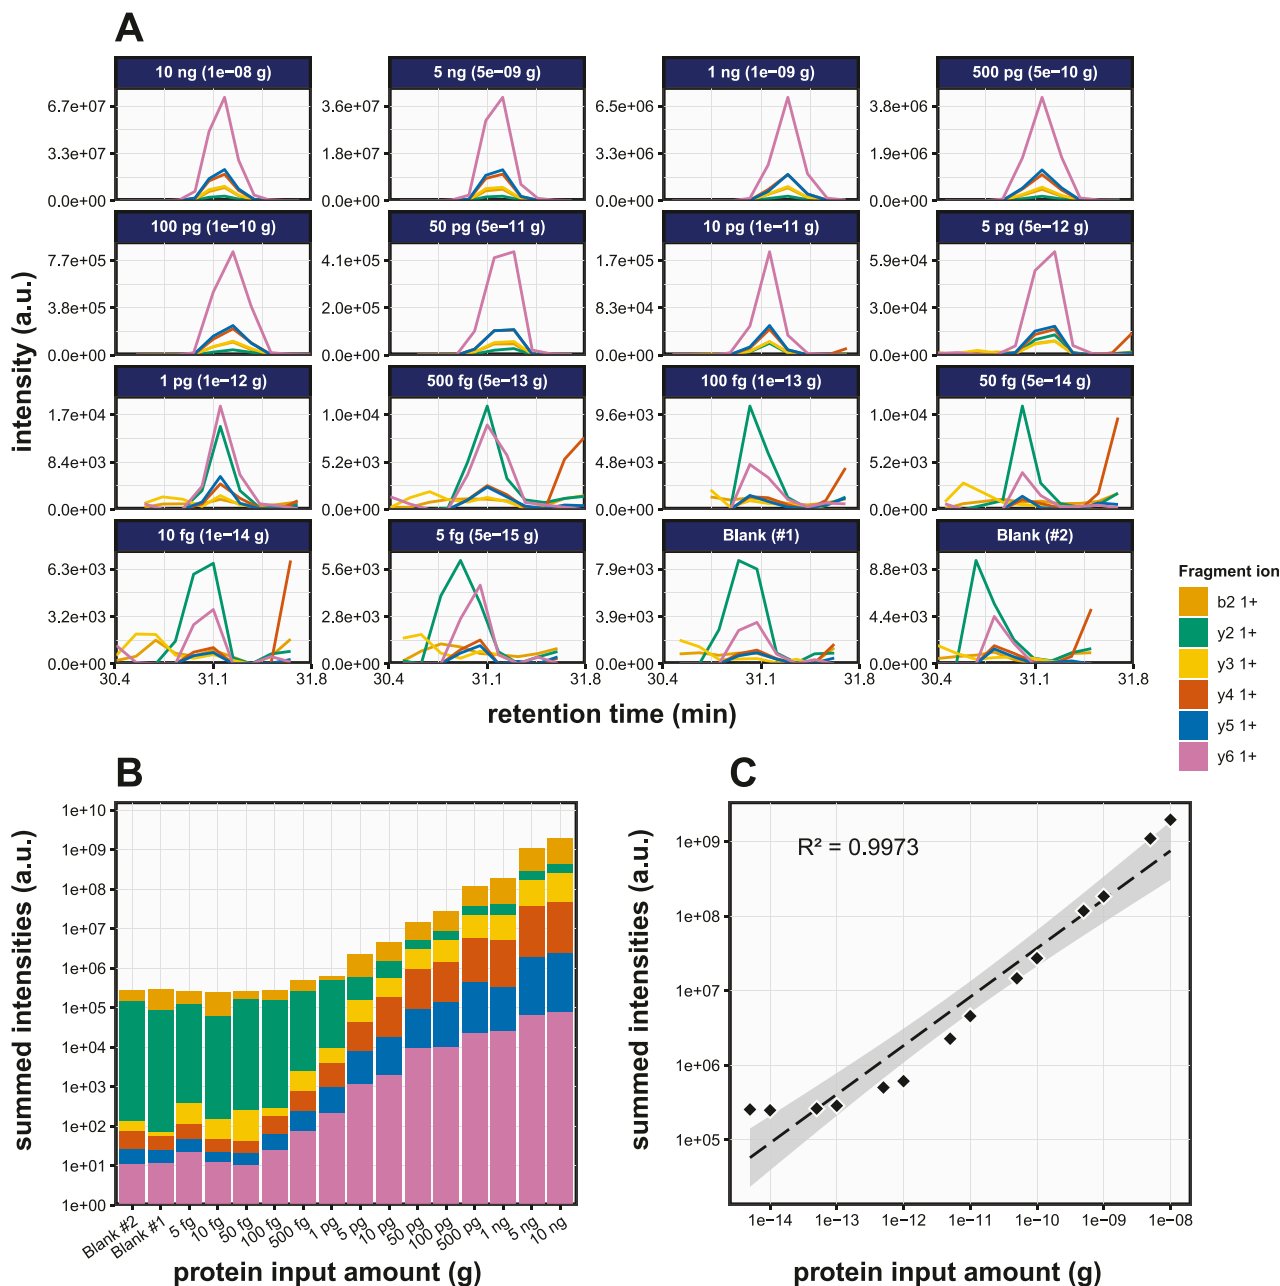 A
10 ng (1e−08 g)
5 ng (5e−09 g)
1 ng (1e−09 g)
500 pg (5e−10 g)
6.7e+07
3.3e+07
0.0e+00
3.6e+07
1.8e+07
0.0e+00
6.5e+06
3.3e+06
0.0e+00
3.8e+06
1.9e+06
0.0e+00
100 pg (1e−10 g)
50 pg (5e−11 g)
10 pg (1e−11 g)
5 pg (5e−12 g)
7.7e+05
3.8e+05
0.0e+00
4.1e+05
2.0e+05
0.0e+00
1.7e+05
8.3e+04
0.0e+00
5.9e+04
3.0e+04
0.0e+00
intensity (a.u.)
1 pg (1e−12 g)
500 fg (5e−13 g)
100 fg (1e−13 g)
50 fg (5e−14 g)
1.7e+04
8.4e+03
0.0e+00
1.0e+04
5.2e+03
0.0e+00
9.6e+03
4.8e+03
0.0e+00
1.0e+04
5.2e+03
0.0e+00
10 fg (1e−14 g)
5 fg (5e−15 g)
Blank (#1)
Blank (#2)
6.3e+03
3.2e+03
0.0e+00
5.6e+03
2.8e+03
0.0e+00
7.9e+03
4.0e+03
0.0e+00
8.8e+03
4.4e+03
0.0e+00
30.4 31.1 31.8
30.4 31.1 31.8
30.4 31.1 31.8
30.4 31.1 31.8
retention time (min)
Fragment ion
b2 1+
y2 1+
y3 1+
y4 1+
y5 1+
y6 1+
B
summed intensities (a.u.)
1e+10
1e+09
1e+08
1e+07
1e+06
1e+05
1e+04
1e+03
1e+02
1e+01
1e+00
Blank #2
Blank #1
5 fg
10 fg
50 fg
100 fg
500 fg
1 pg
5 pg
10 pg
50 pg
100 pg
500 pg
1 ng
5 ng
10 ng
protein input amount (g)
C
summed intensities (a.u.)
R² = 0.9973
1e+09
1e+08
1e+07
1e+06
1e+05
1e−14 1e−13 1e−12 1e−11 1e−10 1e−09 1e−08
protein input amount (g)